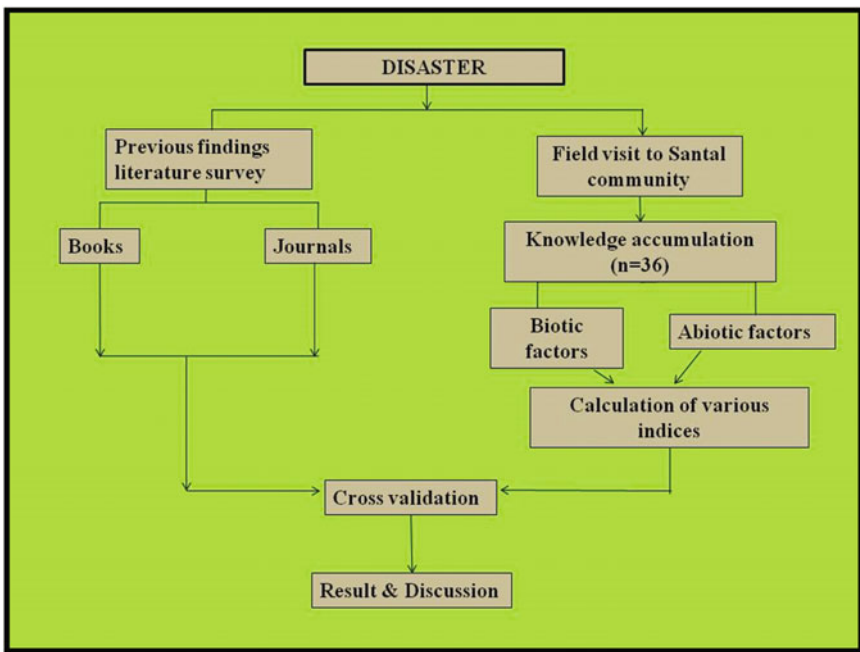 DISASTER
Previous findings
literature survey
Field visit to Santal
community
Books
Journals
Knowledge accumulation
(n=36)
Biotic
factors
Abiotic factors
Calculation of various
indices
Cross validation
Result & Discussion